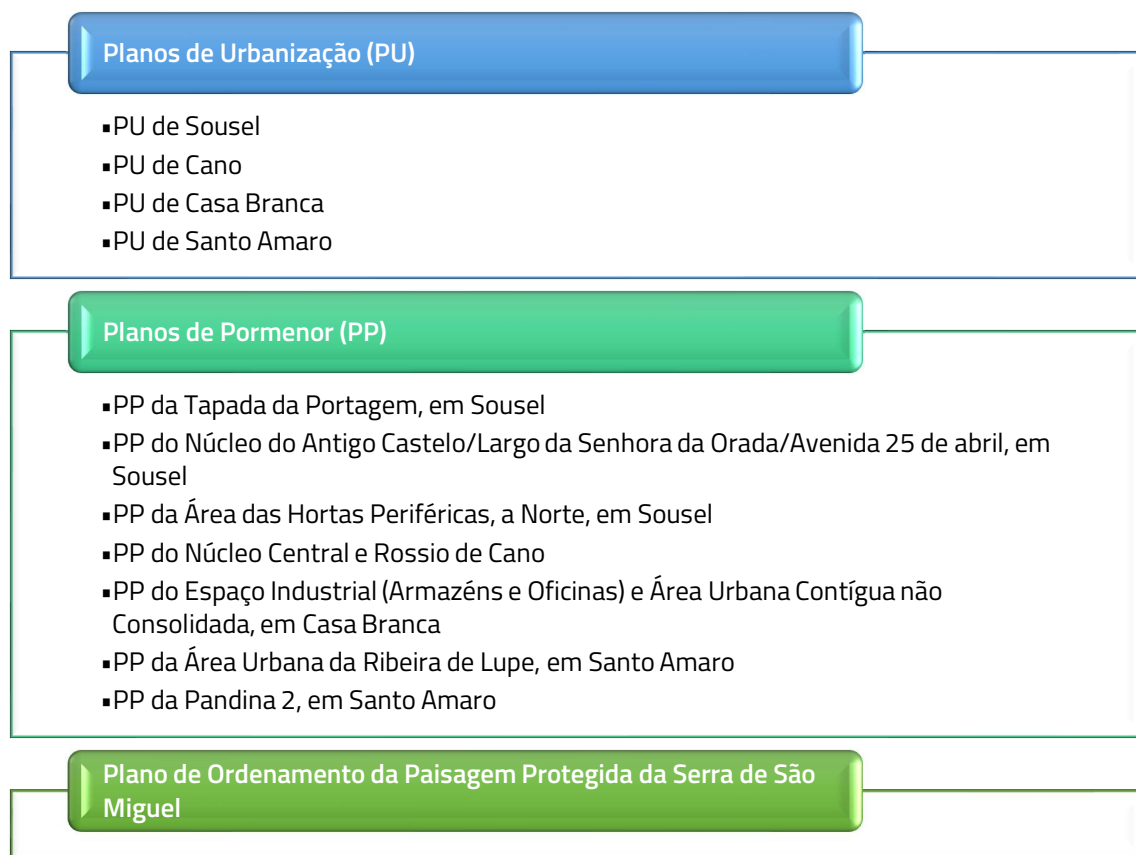 Planos de Urbanização (PU)
▪PU de Sousel
▪PU de Cano
▪PU de Casa Branca
▪PU de Santo Amaro
Planos de Pormenor (PP)
▪PP da Tapada da Portagem, em Sousel
▪PP do Núcleo do Antigo Castelo/Largo da Senhora da Orada/Avenida 25 de abril, em
Sousel
▪PP da Área das Hortas Periféricas, a Norte, em Sousel
▪PP do Núcleo Central e Rossio de Cano
▪PP do Espaço Industrial (Armazéns e Oficinas) e Área Urbana Contígua não
Consolidada, em Casa Branca
▪PP da Área Urbana da Ribeira de Lupe, em Santo Amaro
▪PP da Pandina 2, em Santo Amaro
Plano de Ordenamento da Paisagem Protegida da Serra de São
Miguel